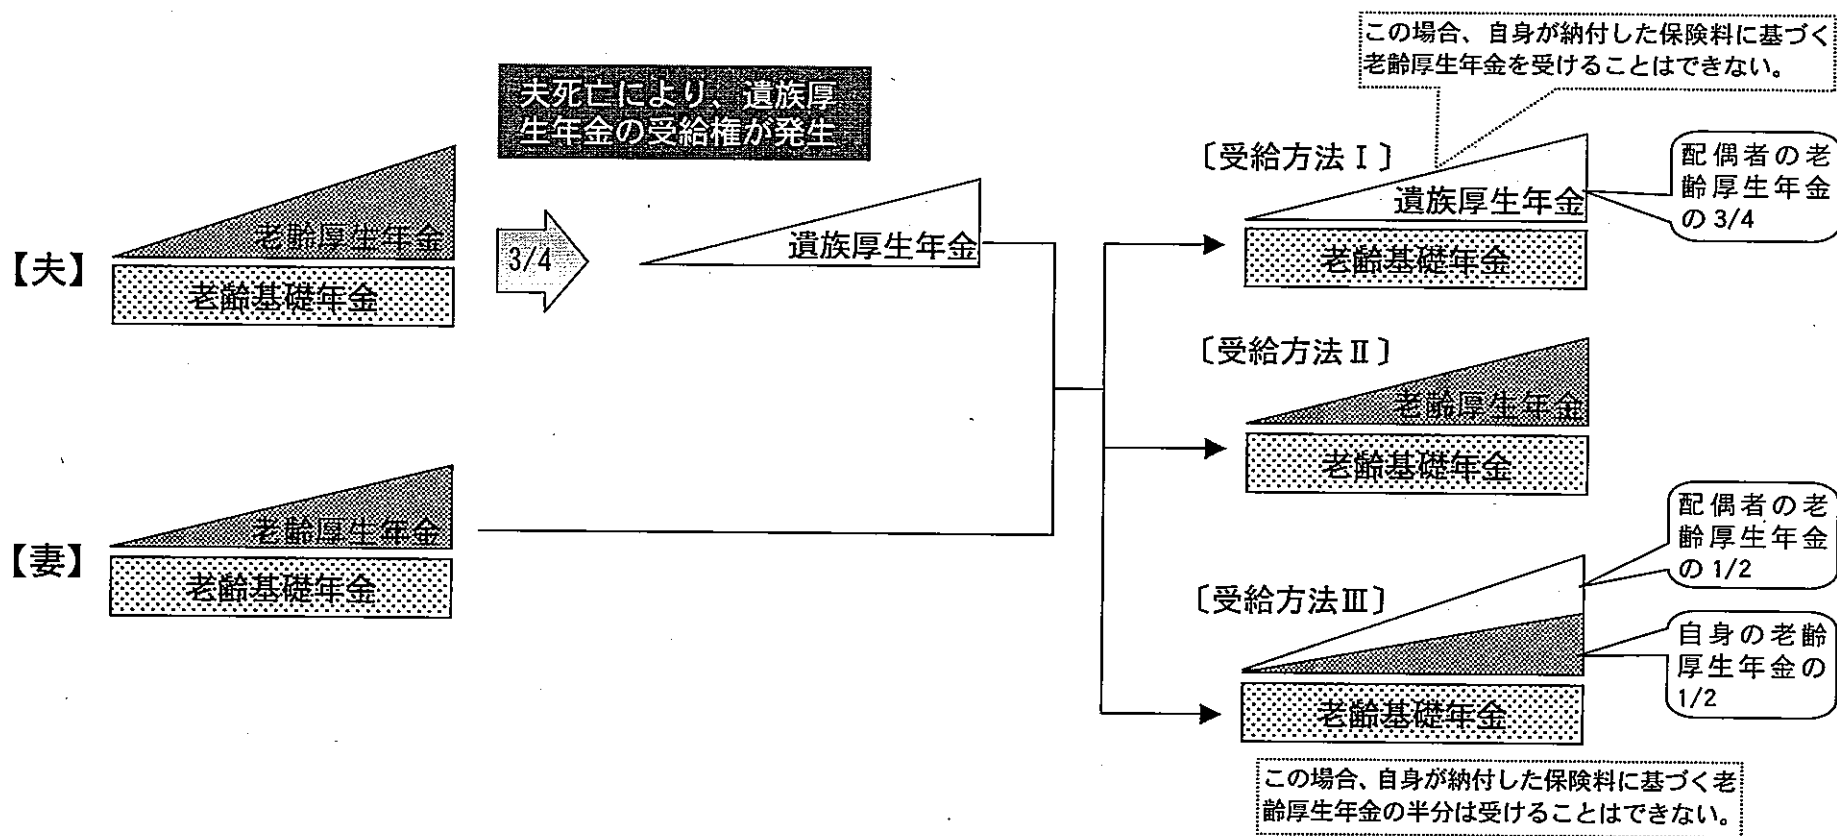 この場合、自身が納付した保険料に基づく
老齢厚生年金を受けることはできない。
夫死亡により、遺族厚
生年金の受給権が発生
【夫】
老齢厚生年金
老齢基礎年金
3/4
遺族厚生年金
〔受給方法Ⅰ〕
遺族厚生年金
老齢基礎年金
配偶者の老
齢厚生年金
の 3/4
〔受給方法Ⅱ〕
老齢厚生年金
老齢基礎年金
【妻】
老齢厚生年金
老齢基礎年金
〔受給方法Ⅲ〕
老齢基礎年金
配偶者の老
齢厚生年金
の 1/2
自身の老齢
厚生年金の
1/2
この場合、自身が納付した保険料に基づく老
齢厚生年金の半分は受けることはできない。